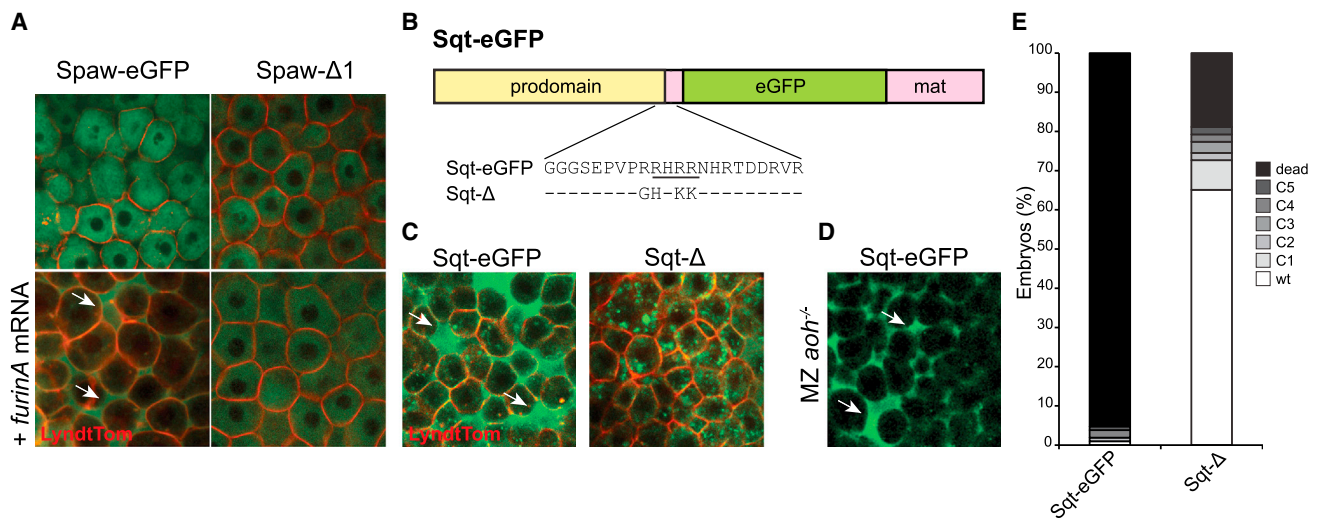 A
Spaw-eGFP
Spaw-Δ1
+ furinA mRNA
LyndtTom
B
Sqt-eGFP
prodomain
eGFP
mat
Sqt-eGFP GGGSEPVPRRHRRNHRTDDRVR
Sqt-Δ --------GH-KK---------
C
Sqt-eGFP
Sqt-Δ
LyndtTom
D
Sqt-eGFP
MZ aoh-/-
E
Embryos (%)
100
90
80
70
60
50
40
30
20
10
0
Sqt-eGFP
Sqt-Δ
dead
C5
C4
C3
C2
C1
wt